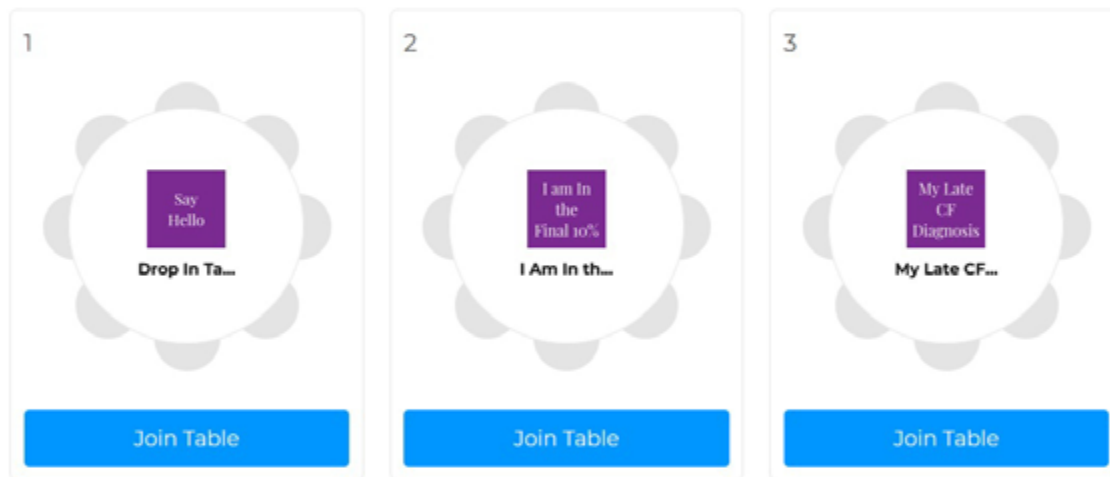 1
Say
Hello
Drop In Ta...
Join Table
2
I am In
the
Final 10%
I Am In th...
Join Table
3
My Late
CF
Diagnosis
My Late CF...
Join Table